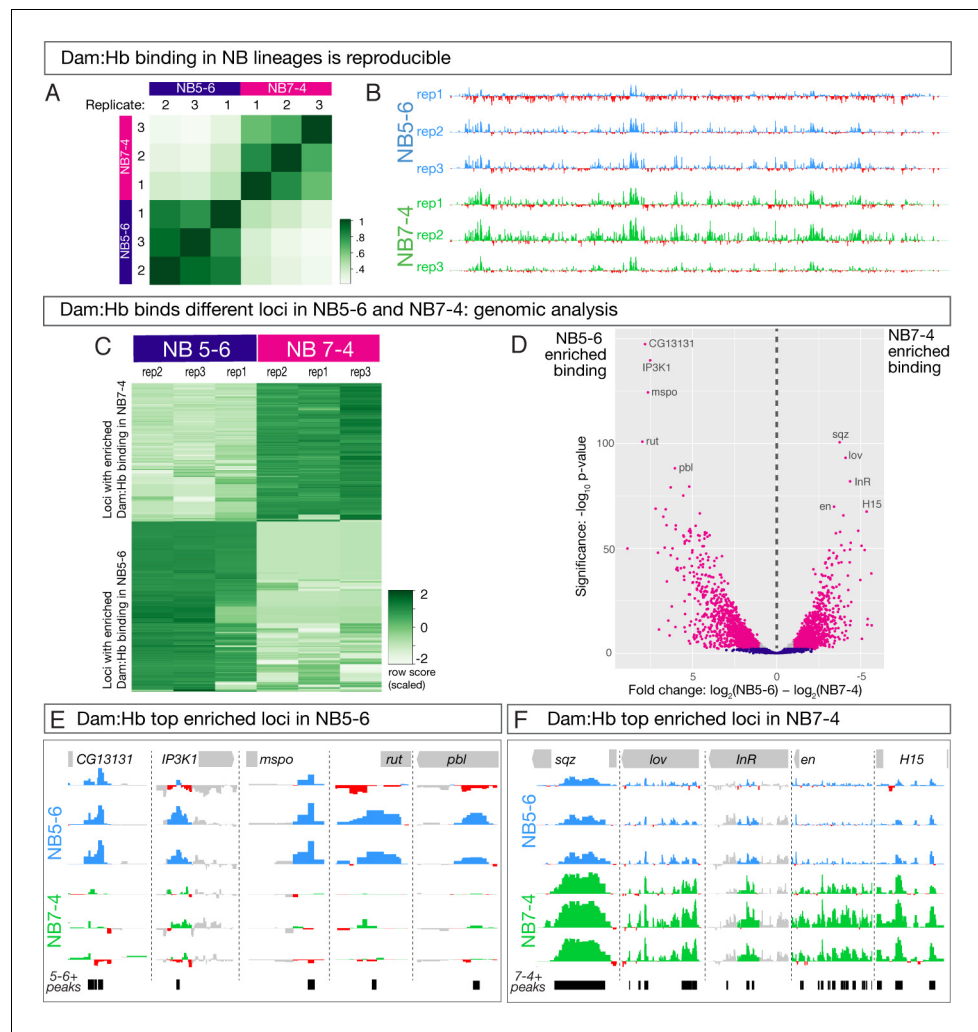 Dam:Hb binding in NB lineages is reproducible
A
NB5-6 NB7-4
Replicate: 2 3 1 1 2 3
NB7-4
3
2
1
NB5-6
1
3
2
1
.8
.6
.4
B
NB5-6
rep1
rep2
rep3
NB7-4
rep1
rep2
rep3
Dam:Hb binds different loci in NB5-6 and NB7-4: genomic analysis
C
NB 5-6 NB 7-4
rep2 rep3 rep1 rep2 rep1 rep3
Loci with enriched
Dam:Hb binding in NB7-4
Loci with enriched
Dam:Hb binding in NB5-6
2
0
-2
row score
(scaled)
D
NB5-6
enriched
binding
NB7-4
enriched
binding
CG13131
IP3K1
mspo
rut
pbl
sqz
lov
InR
en
H15
100
50
0
Significance: -log10 p-value
5 0 -5
Fold change: log2(NB5-6) − log2(NB7-4)
E Dam:Hb top enriched loci in NB5-6
CG13131 IP3K1 mspo rut pbl
NB5-6
NB7-4
5-6+
peaks
F Dam:Hb top enriched loci in NB7-4
sqz lov InR en H15
NB5-6
NB7-4
7-4+
peaks